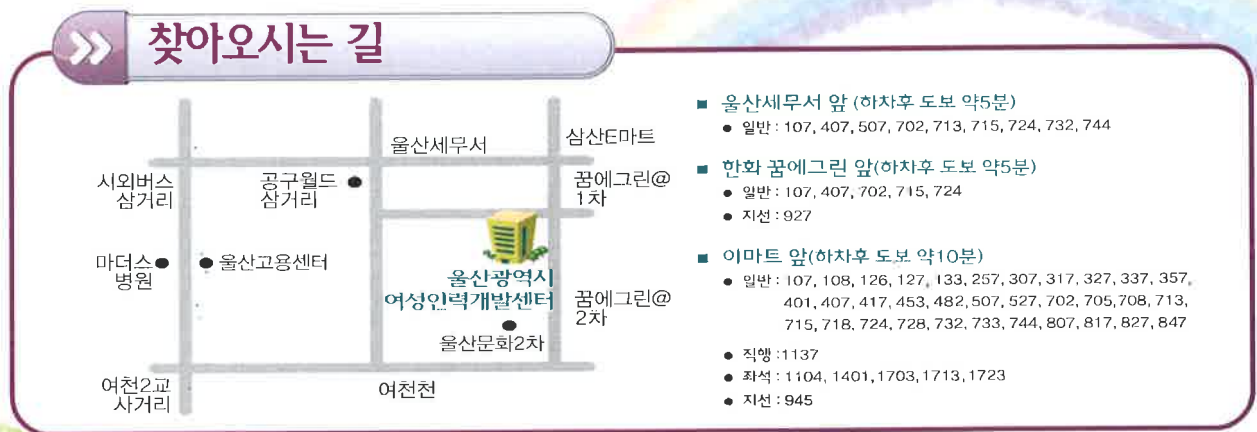 찾아오시는 길
울산세무서
삼산E마트
시외버스
삼거리
공구월드
삼거리
꿈에그린@
1차
마더스
병원
울산고용센터
울산광역시
여성인력개발센터
꿈에그린@
2차
울산문화2차
여천2교
사거리
여천천
■ 울산세무서 앞 (하차후 도보 약5분)
● 일반 : 107, 407, 507, 702, 713, 715, 724, 732, 744
■ 한화 꿈에그린 앞(하차후 도보 약5분)
● 일반 : 107, 407, 702, 715, 724
● 지선 : 927
■ 이마트 앞(하차후 도보 약10분)
● 일반 : 107, 108, 126, 127, 133, 257, 307, 317, 327, 337, 357,
401, 407, 417, 453, 482, 507, 527, 702, 705, 708, 713,
715, 718, 724, 728, 732, 733, 744, 807, 817, 827, 847
● 직행 :1137
● 좌석 : 1104, 1401, 1703, 1713, 1723
● 지선 : 945